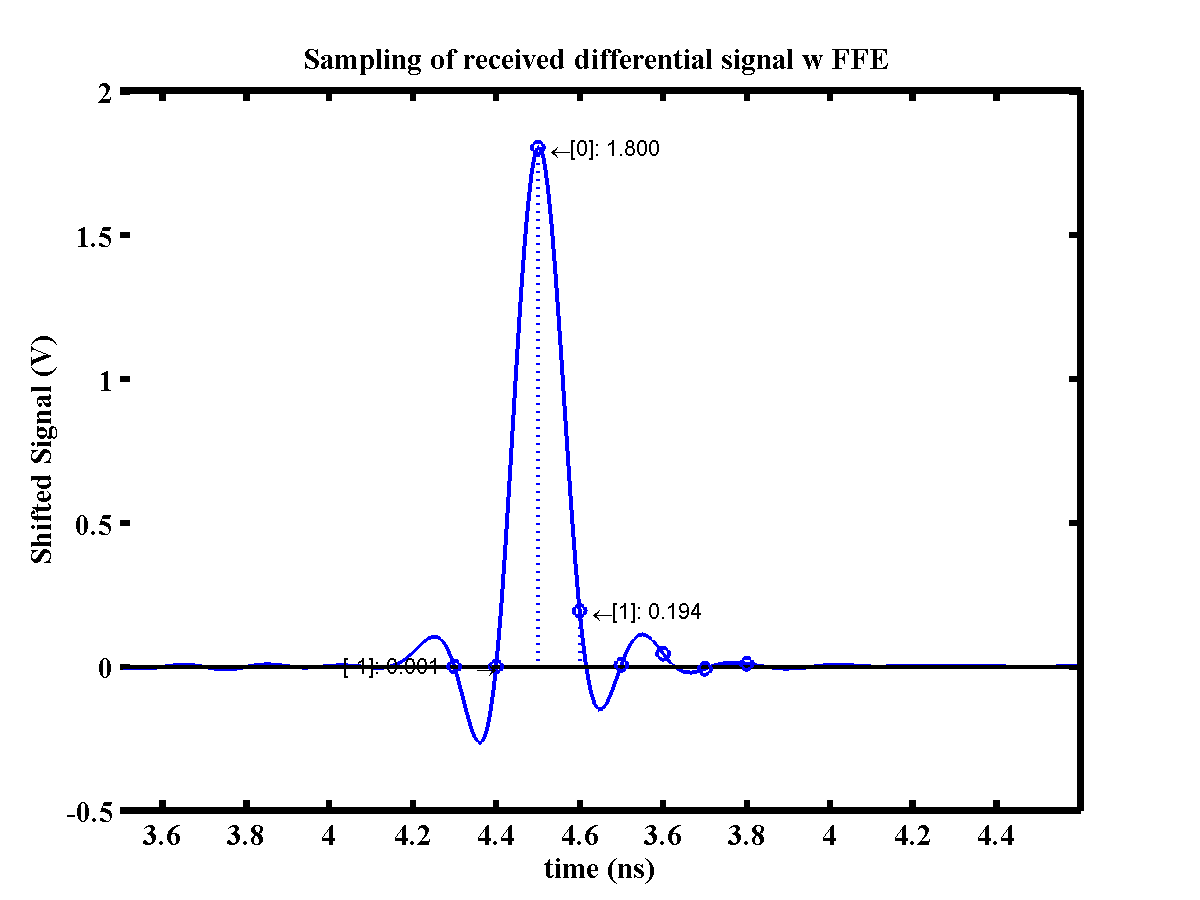 Sampling of received differential signal w FFE
2
←[0]: 1.800
1.5
1
Shifted Signal (V)
0.5
←[1]: 0.194
0
[-1]: 0.001 →
-0.5
3.6 3.8 4 4.2 4.4 4.6 3.6 3.8 4 4.2 4.4
time (ns)